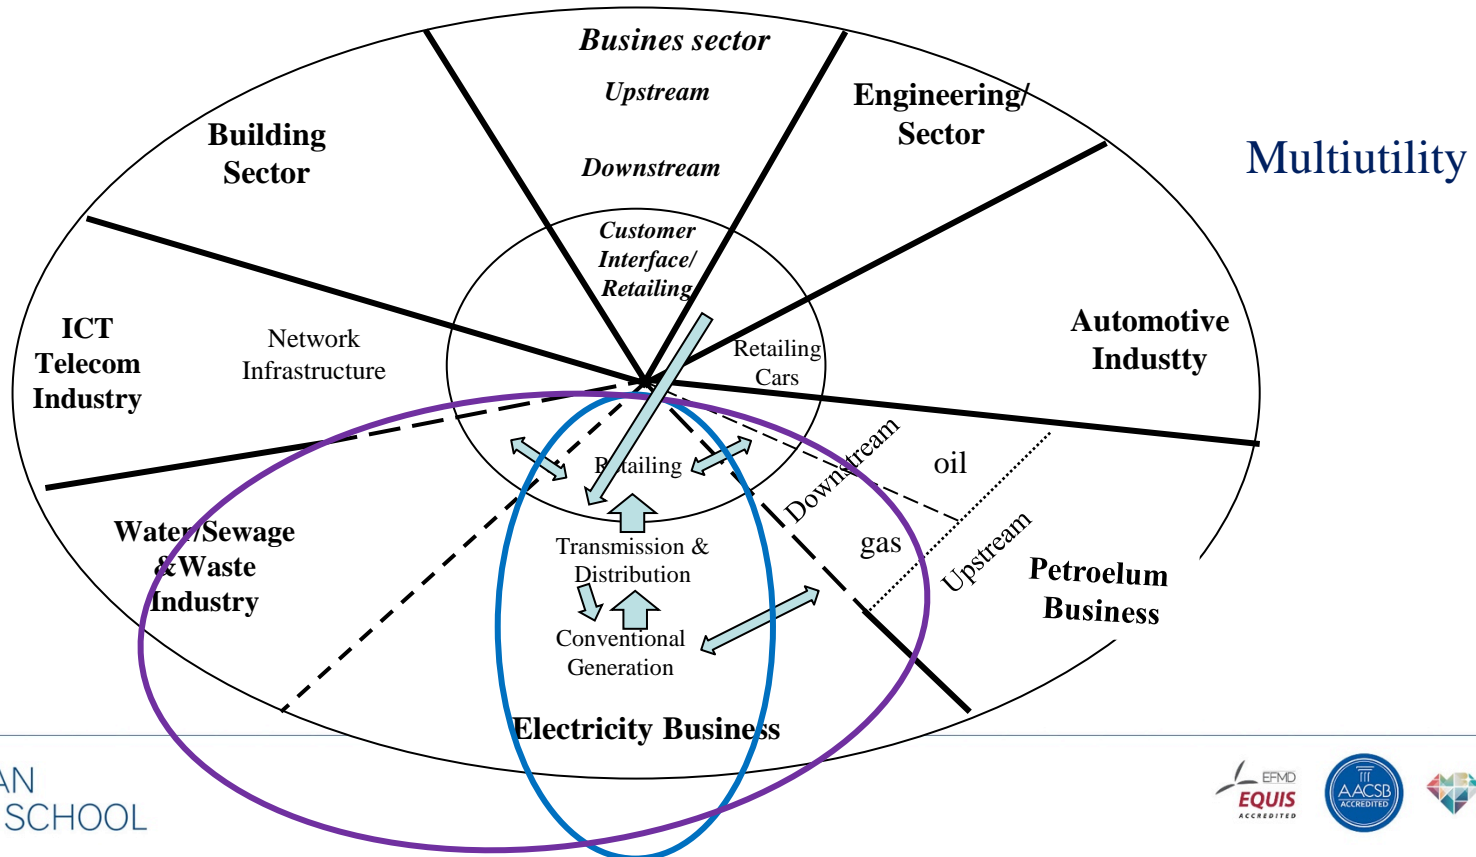 Busines sector
Upstream
Downstream
Customer
Interface/
Retailing
Engineering/
Sector
Multiutility
Building
Sector
ICT
Telecom
Industry
Network
Infrastructure
Retailing
Cars
Automotive
Industty
Retailing
Downstream
oil
gas
Upstream
Petroelum
Business
Water/Sewage
&Waste
Industry
Transmission &
Distribution
Conventional
Generation
Electricity Business
AN
SCHOOL
EFMD
EQUIS
ACCREDITED
AACSB
ACCREDITED